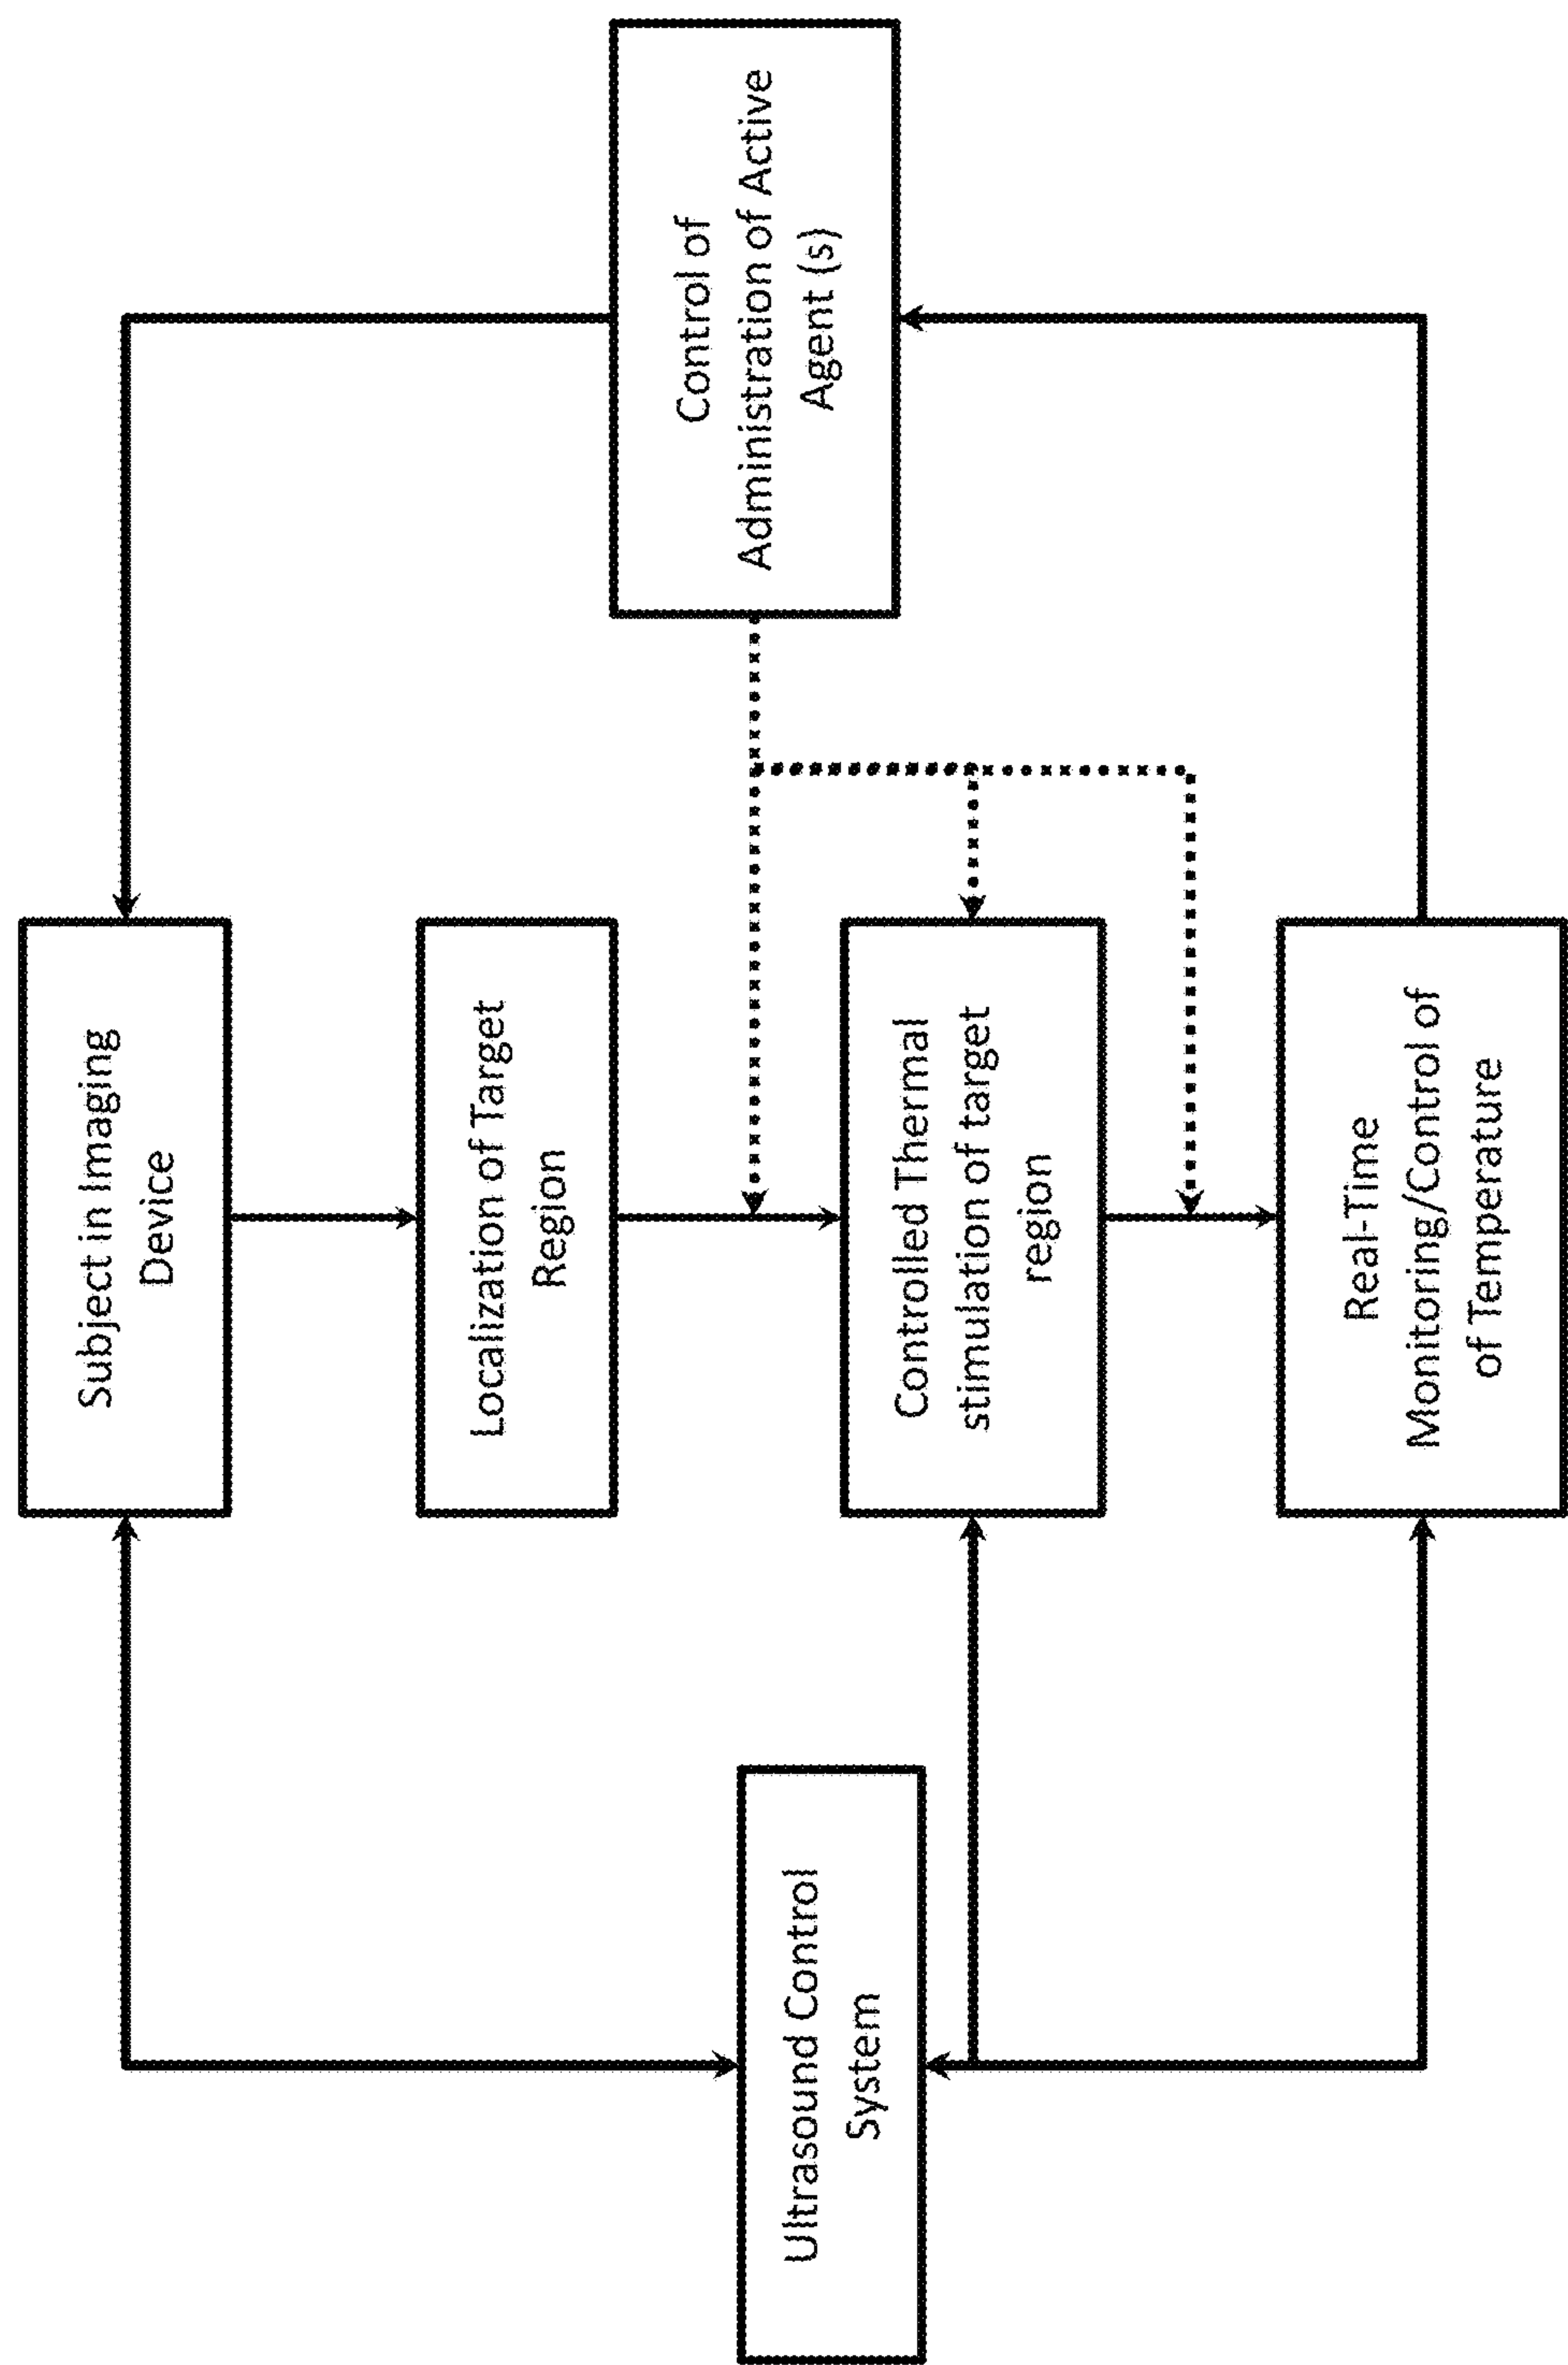 Subject in Imaging
Device
Localization of Target
Region
Controlled Thermal
stimulation of target
region
Real-Time
Monitoring/Control of
of Temperature
Ultrasound Control
System
Control of
Administration of Active
Agent (s)